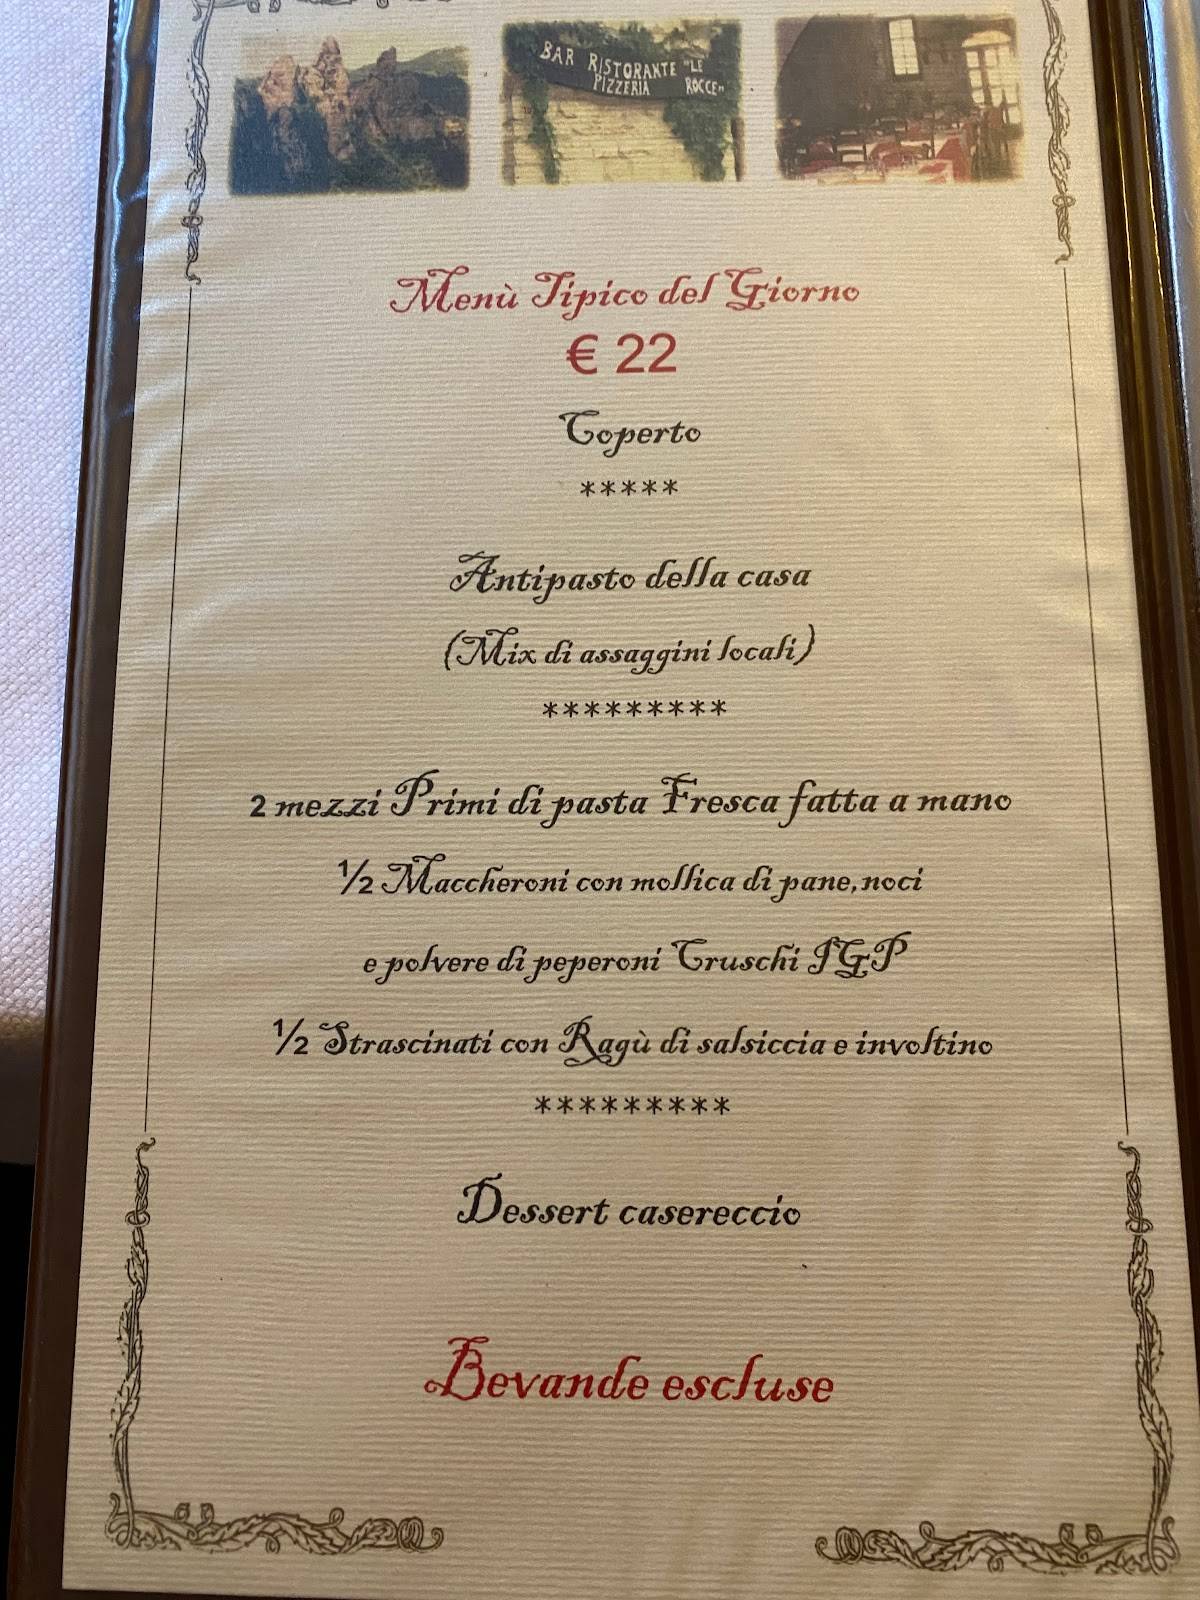 BAR RISTORANTE "LE
PIZZERIA ROCCE"
Menù Tipico del Giorno
€ 22
Coperto
*****
Antipasto della casa
(Mix di assaggini locali)
*********
2 mezzi Primi di pasta Fresca fatta a mano
½ Maccheroni con mollica di pane, noci
e polvere di peperoni Cruschi IGP
½ Strascinati con Ragù di salsiccia e involtino
*********
Dessert casereccio
Bevande escluse